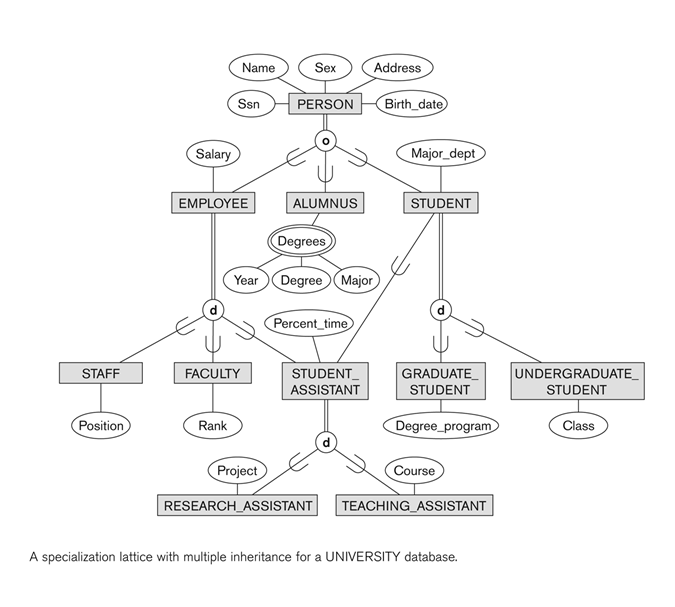 Name
Sex
Address
Ssn
PERSON
Birth_date
o
Salary
Major_dept
EMPLOYEE
ALUMNUS
STUDENT
Degrees
Year
Degree
Major
d
d
Percent_time
STAFF
FACULTY
STUDENT_
ASSISTANT
GRADUATE_
STUDENT
UNDERGRADUATE_
STUDENT
Position
Rank
Degree_program
Class
d
Project
Course
RESEARCH_ASSISTANT
TEACHING_ASSISTANT
A specialization lattice with multiple inheritance for a UNIVERSITY database.